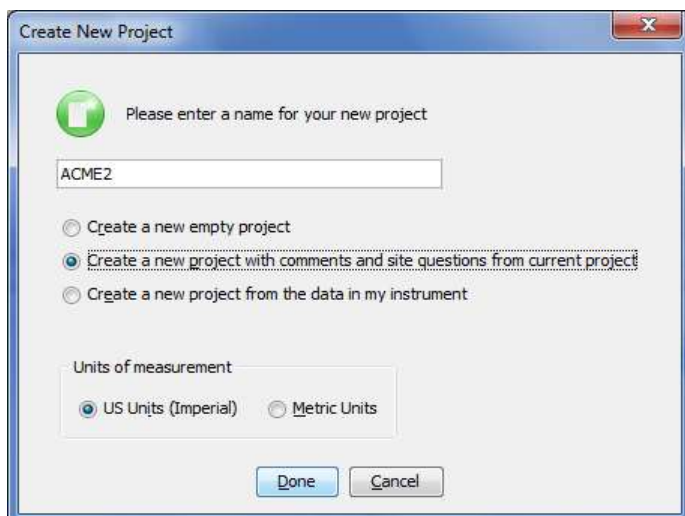 Create New Project
Please enter a name for your new project
ACME2
Create a new empty project
Create a new project with comments and site questions from current project
Create a new project from the data in my instrument
Units of measurement
US Units (Imperial) Metric Units
Done Cancel